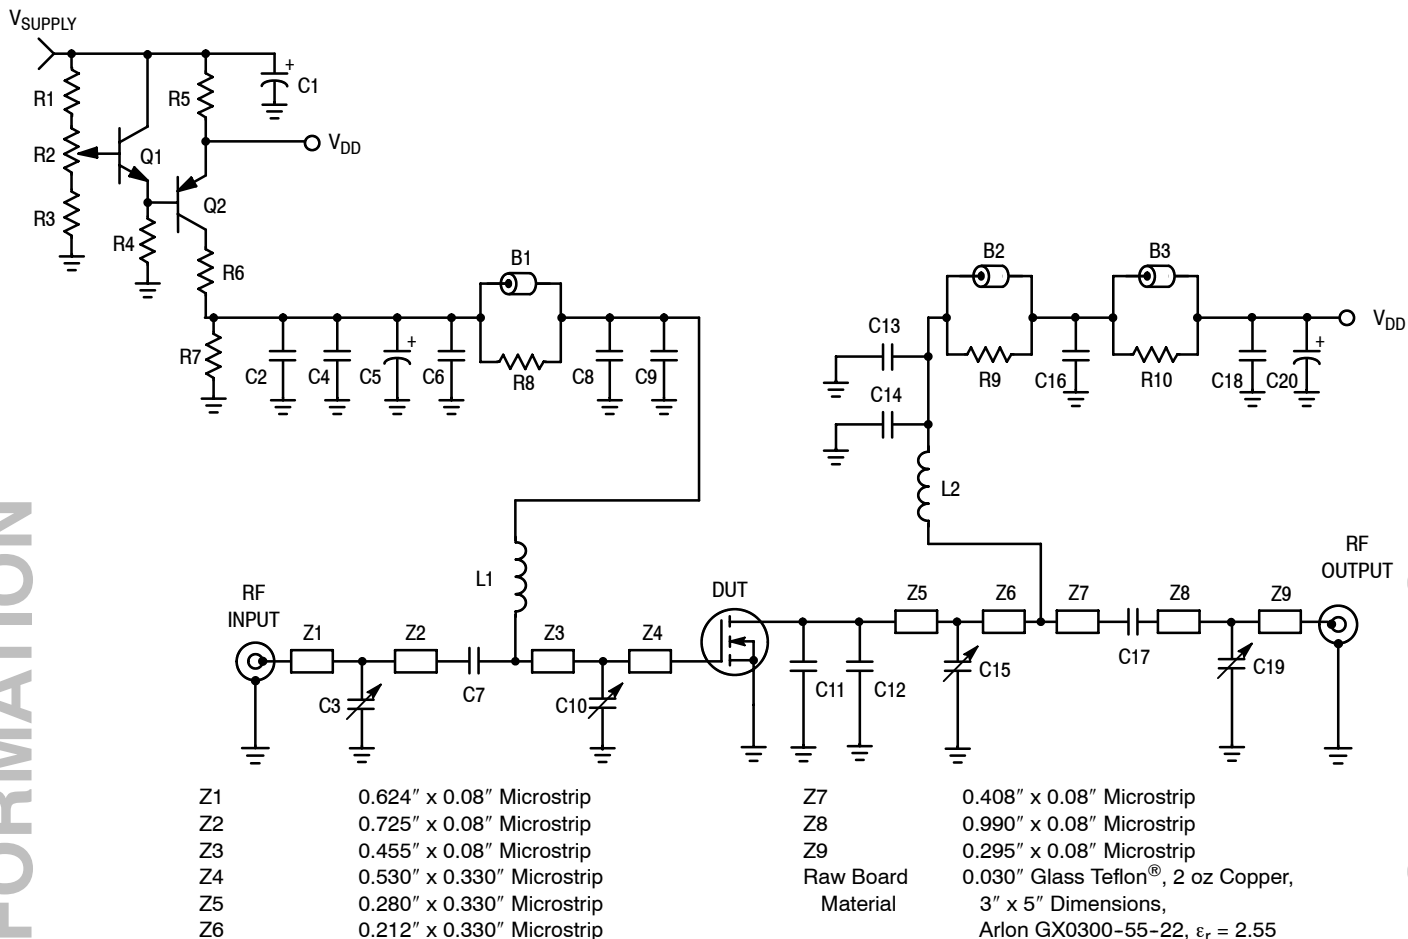 VSUPPLY
R1
R5
+
C1
R2
Q1
VDD
R3
R4
Q2
R6
R7
C2
C4
C5
+
C6
B1
R8
C8
C9
B2
B3
C13
R9
C16
R10
C18
C20
+
VDD
C14
L2
L1
RF
INPUT
Z1
Z2
C3
C7
Z3
Z4
C10
DUT
C11
C12
Z5
Z6
C15
Z7
C17
Z8
Z9
C19
RF
OUTPUT
Z1 0.624″ x 0.08″ Microstrip
Z2 0.725″ x 0.08″ Microstrip
Z3 0.455″ x 0.08″ Microstrip
Z4 0.530″ x 0.330″ Microstrip
Z5 0.280″ x 0.330″ Microstrip
Z6 0.212″ x 0.330″ Microstrip
Z7 0.408″ x 0.08″ Microstrip
Z8 0.990″ x 0.08″ Microstrip
Z9 0.295″ x 0.08″ Microstrip
Raw Board 0.030″ Glass Teflon®, 2 oz Copper,
Material 3″ x 5″ Dimensions,
Arlon GX0300-55-22, εr = 2.55
FORMATION